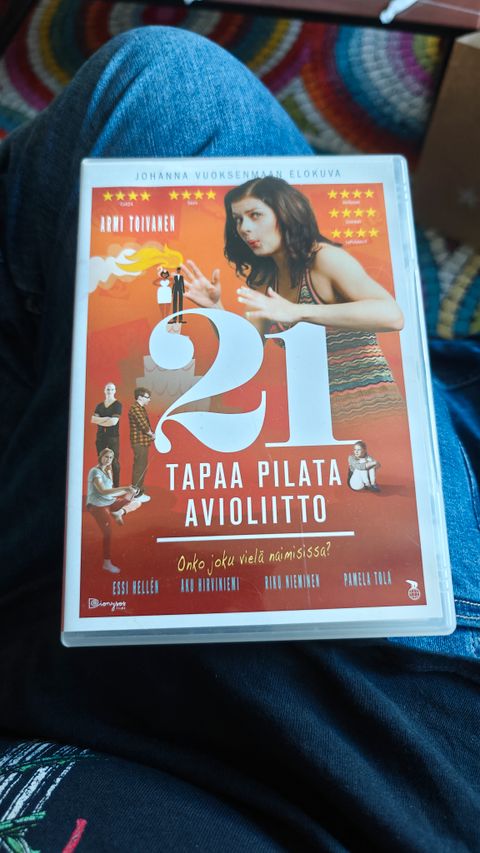 JOHANNA VUOKSENMAAN ELOKUVA
ARMI TOIVANEN
21
TAPAA PILATA
AVIOLIITTO
Onko joku vielä naimisissa?
ESSI HELLÉN AKU HIRVINIEMI RIKU NIEMINEN PAMELA TOLA
Dionysos